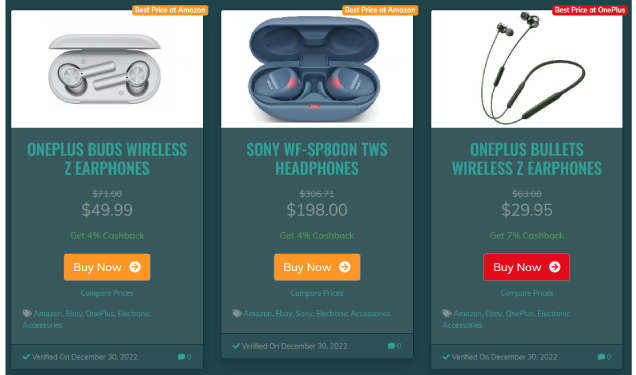 Best Price at Amazon
ONEPLUS BUDS WIRELESS
Z EARPHONES
$71.00
$49.99
Get 4% Cashback
Buy Now
Compare Prices
Amazon, Ebay, OnePlus, Electronic
Accessories
Verified On December 30, 2022
0
Best Price at Amazon
SONY WF-SP800N TWS
HEADPHONES
$306.71
$198.00
Get 4% Cashback
Buy Now
Compare Prices
Amazon, Ebay, Sony, Electronic Accessories
Verified On December 30, 2022
0
Best Price at OnePlus
ONEPLUS BULLETS
WIRELESS Z EARPHONES
$63.00
$29.95
Get 7% Cashback
Buy Now
Compare Prices
Amazon, Ebay, OnePlus, Electronic
Accessories
Verified On December 30, 2022
0